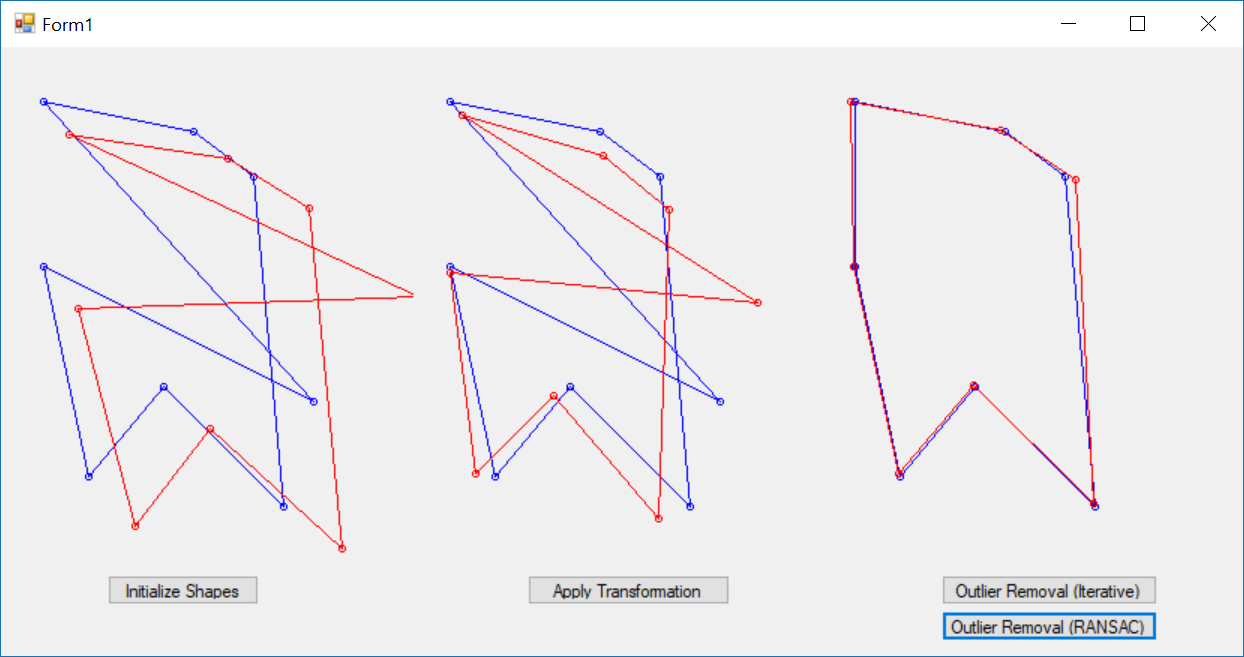 Form1
Initialize Shapes
Apply Transformation
Outlier Removal (Iterative)
Outlier Removal (RANSAC)